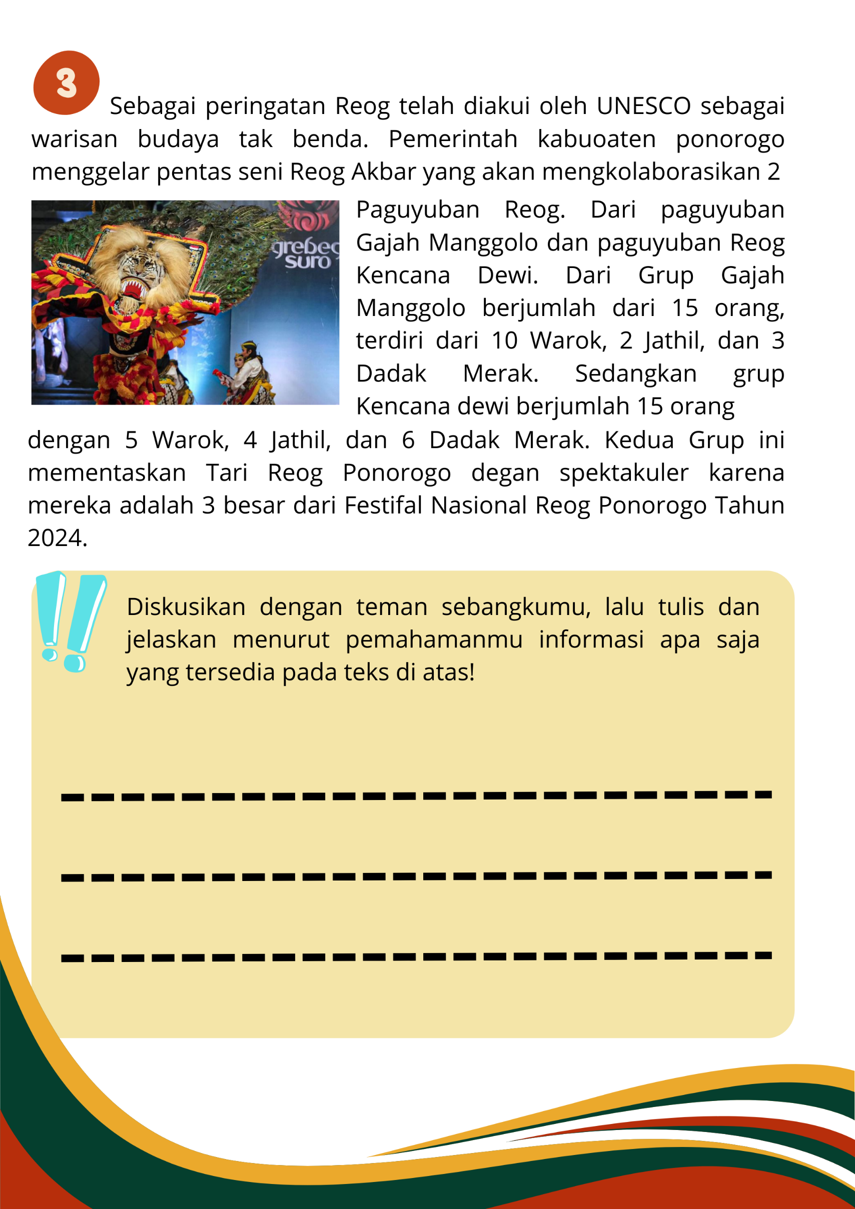 3
Sebagai peringatan Reog telah diakui oleh UNESCO sebagai
warisan budaya tak benda. Pemerintah kabuoaten ponorogo
menggelar pentas seni Reog Akbar yang akan mengkolaborasikan 2
grebeg
suro
Paguyuban Reog. Dari paguyuban
Gajah Manggolo dan paguyuban Reog
Kencana Dewi. Dari Grup Gajah
Manggolo berjumlah dari 15 orang,
terdiri dari 10 Warok, 2 Jathil, dan 3
Dadak Merak. Sedangkan grup
Kencana dewi berjumlah 15 orang
dengan 5 Warok, 4 Jathil, dan 6 Dadak Merak. Kedua Grup ini
mementaskan Tari Reog Ponorogo degan spektakuler karena
mereka adalah 3 besar dari Festifal Nasional Reog Ponorogo Tahun
2024.
!!
Diskusikan dengan teman sebangkumu, lalu tulis dan
jelaskan menurut pemahamanmu informasi apa saja
yang tersedia pada teks di atas!